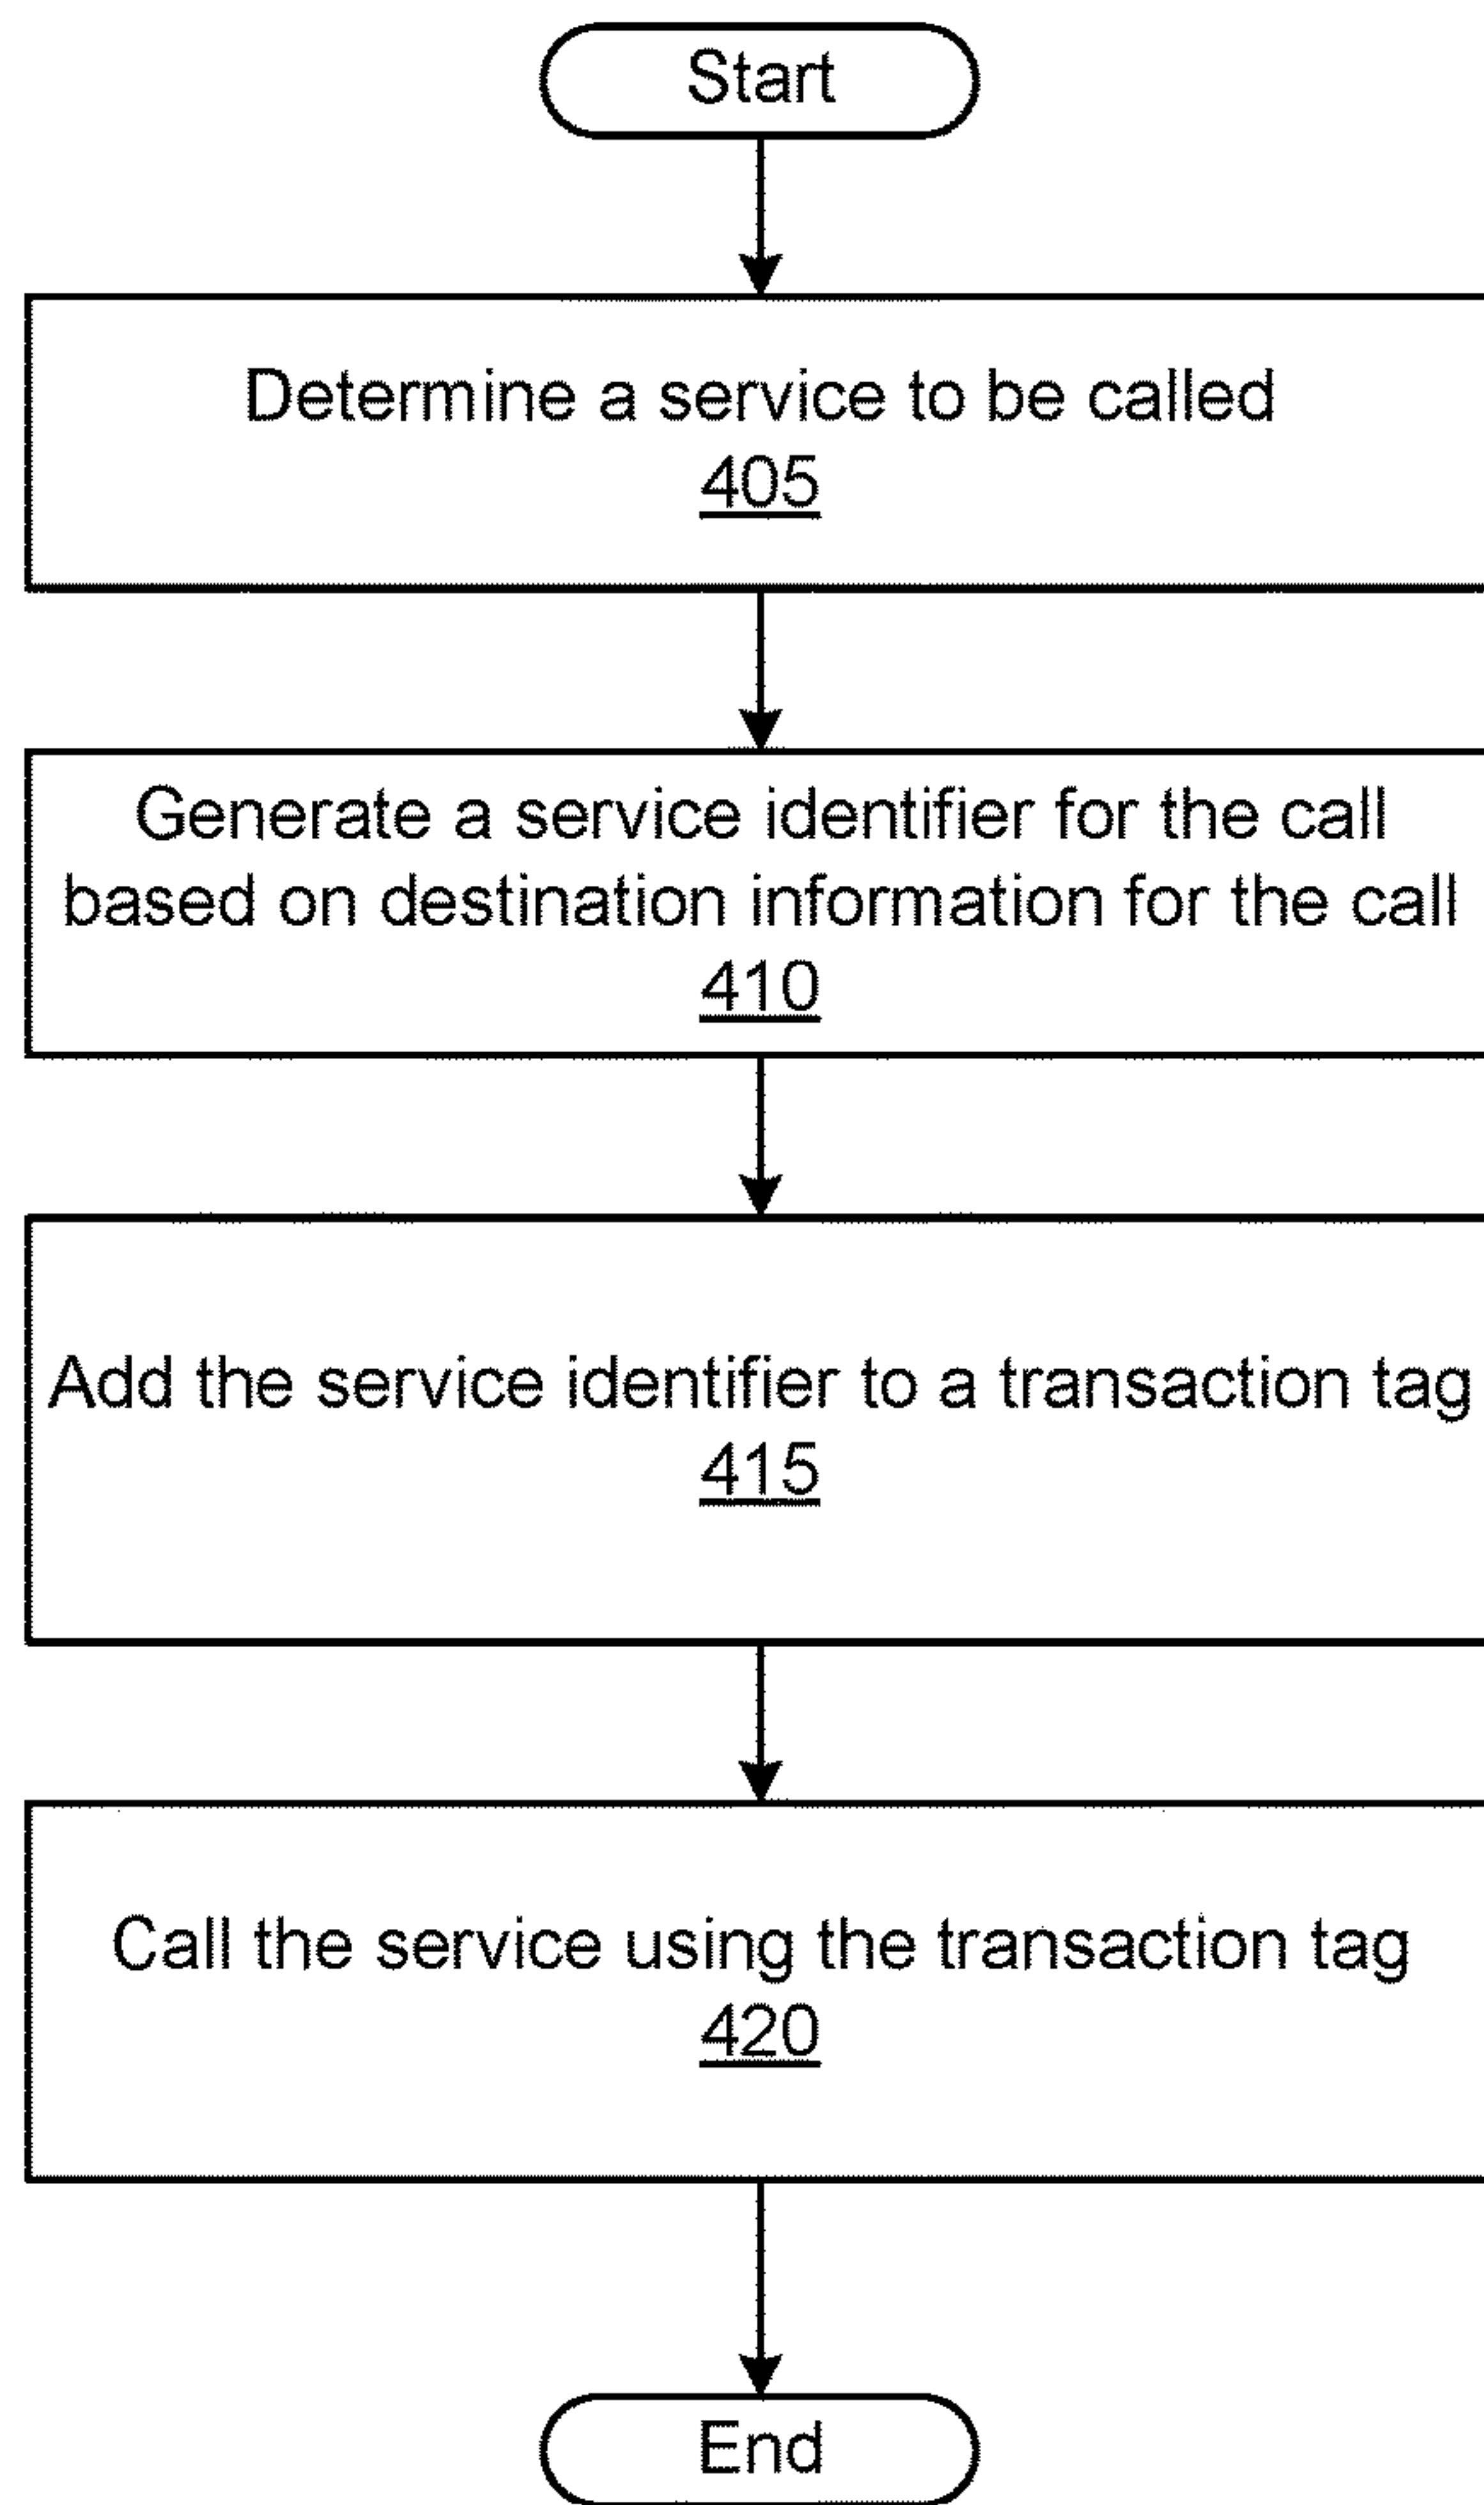 Start
Determine a service to be called
405
Generate a service identifier for the call
based on destination information for the call
410
Add the service identifier to a transaction tag
415
Call the service using the transaction tag
420
End